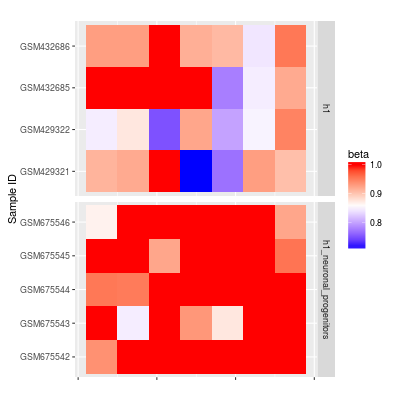 GSM432686
GSM432685
GSM429322
GSM429321
h1
GSM675546
GSM675545
GSM675544
GSM675543
GSM675542
h1_neuronal_progenitors
Sample ID
beta
1.0
0.9
0.8